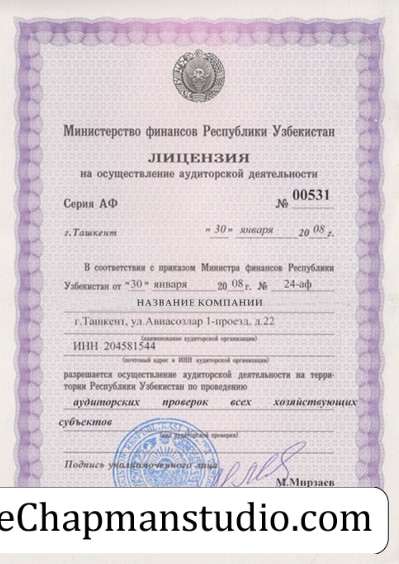 Министерство финансов Республики Узбекистан
ЛИЦЕНЗИЯ
на осуществление аудиторской деятельности
Серия АФ № 00531
г.Ташкент "30" января 2008 г.
В соответствии с приказом Министра финансов Республики
Узбекистан от "30" января 2008 г. № 24-аф
НАЗВАНИЕ КОМПАНИИ
г.Ташкент, ул.Авиасозлар 1-проезд, д.22
(наименование аудиторской организации)
ИНН 204581544
(почтовый адрес и ИНН аудиторской организации)
разрешается осуществление аудиторской деятельности на терри-
тории Республики Узбекистан по проведению
аудиторских проверок всех хозяйствующих
субъектов
(вид аудиторской проверки)
Подпись уполномоченного лица
М.Мирзаев
eChapmanstudio.com